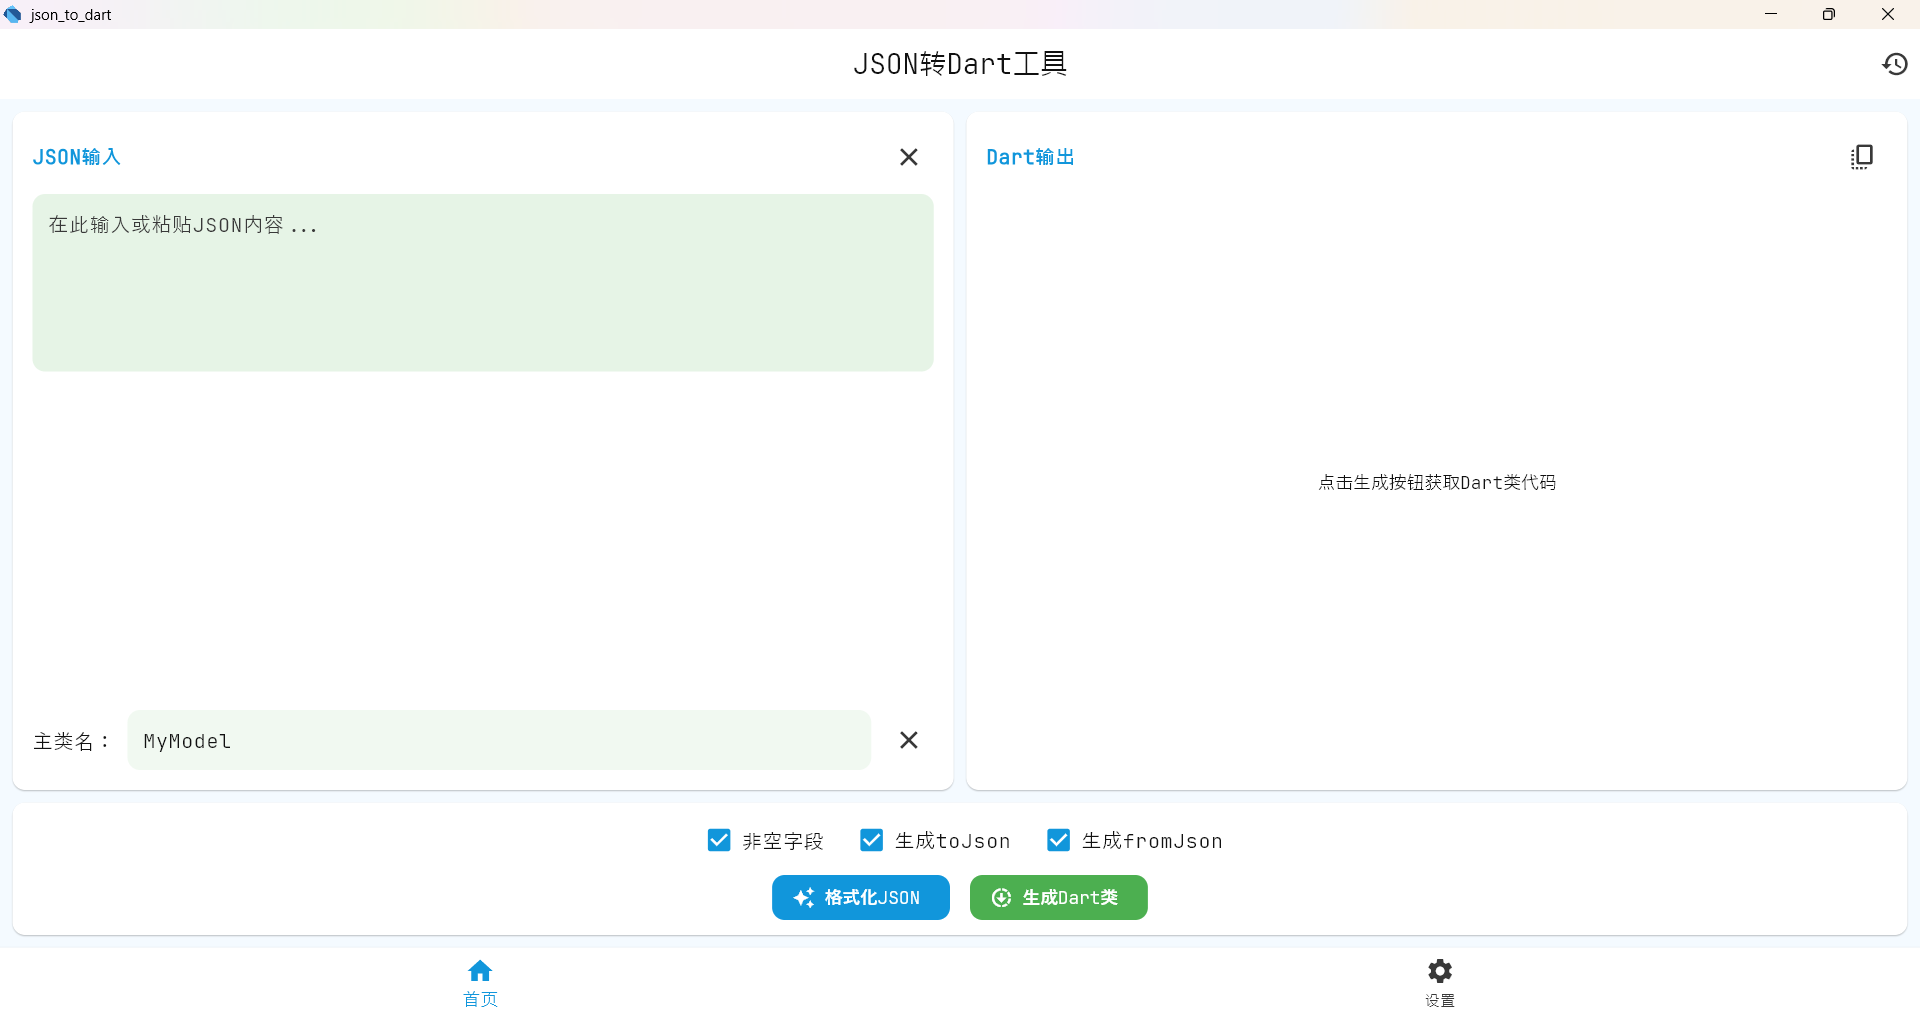 json_to_dart
JSON转Dart工具
JSON输入
在此输入或粘贴JSON内容...
主类名：
MyModel
Dart输出
点击生成按钮获取Dart类代码
非空字段
生成toJson
生成fromJson
格式化JSON
生成Dart类
首页
设置